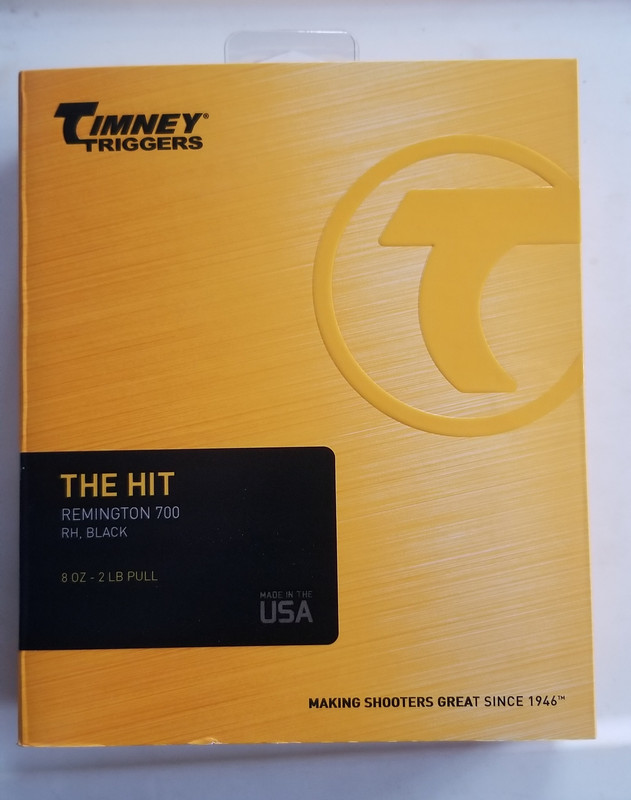 TIMNEY®
TRIGGERS
THE HIT
REMINGTON 700
RH, BLACK
8 OZ - 2 LB PULL
MADE IN THE
USA
MAKING SHOOTERS GREAT SINCE 1946™